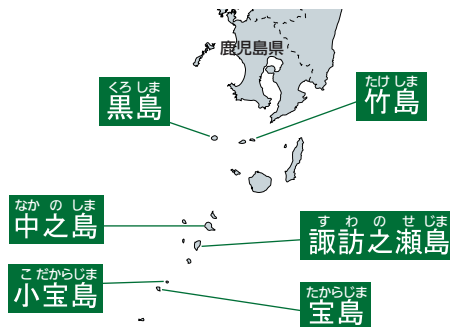 鹿児島県
くろ しま
黒島
たけ しま
竹島
なか の しま
中之島
す わ の せ じま
諏訪之瀬島
こ だからじま
小宝島
たからじま
宝島